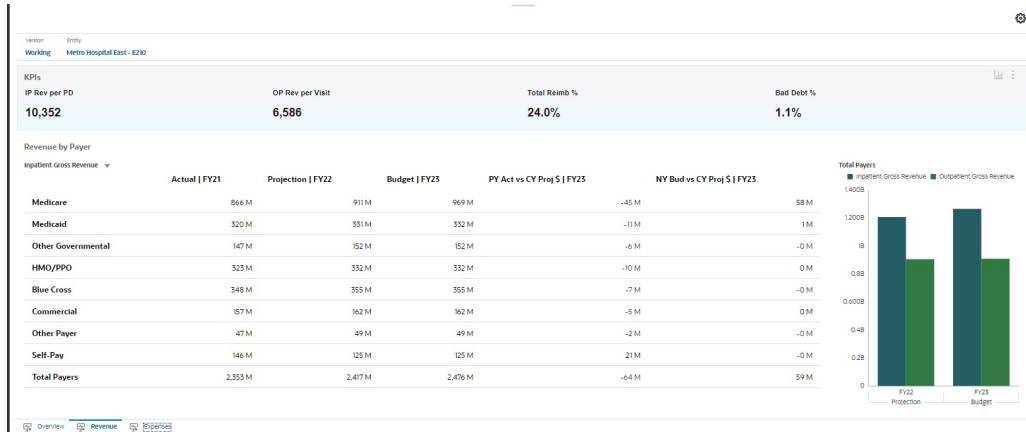 Version Entity
Working Metro Hospital East - E210
KPIs
IP Rev per PD OP Rev per Visit Total Reimb % Bad Debt %
10,352 6,586 24.0% 1.1%
Revenue by Payer
Inpatient Gross Revenue
Actual | FY21 Projection | FY22 Budget | FY23 PY Act vs CY Proj $ | FY23 NY Bud vs CY Proj $ | FY23
Medicare 866 M 911 M 969 M -45 M 58 M
Medicaid 320 M 331 M 332 M -11 M 1 M
Other Governmental 147 M 152 M 152 M -6 M -0 M
HMO/PPO 323 M 332 M 332 M -10 M 0 M
Blue Cross 348 M 355 M 355 M -7 M -0 M
Commercial 157 M 162 M 162 M -5 M 0 M
Other Payer 47 M 49 M 49 M -2 M -0 M
Self-Pay 146 M 125 M 125 M 21 M -0 M
Total Payers 2,353 M 2,417 M 2,476 M -64 M 59 M
Total Payers
Inpatient Gross Revenue Outpatient Gross Revenue
1.400B
1.200B
1B
0.8B
0.600B
0.4B
0.2B
0
FY22 FY23
Projection Budget
Overview Revenue Expenses